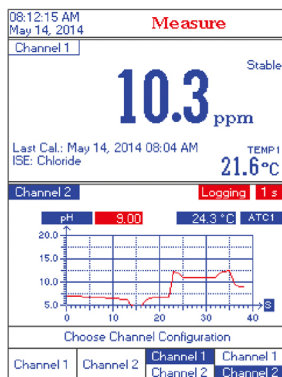 08:12:15 AM
May 14, 2014
Measure
Channel 1
Stable
10.3 ppm
Last Cal.: May 14, 2014 08:04 AM
ISE: Chloride
TEMP1
21.6°C
Channel 2
Logging 1 s
pH 9.00 24.3 °C ATC1
20.0
15.0
10.0
5.0
0 10 20 30 40 S
Choose Channel Configuration
Channel 1 Channel 2 Channel 1 Channel 2 Channel 1 Channel 2